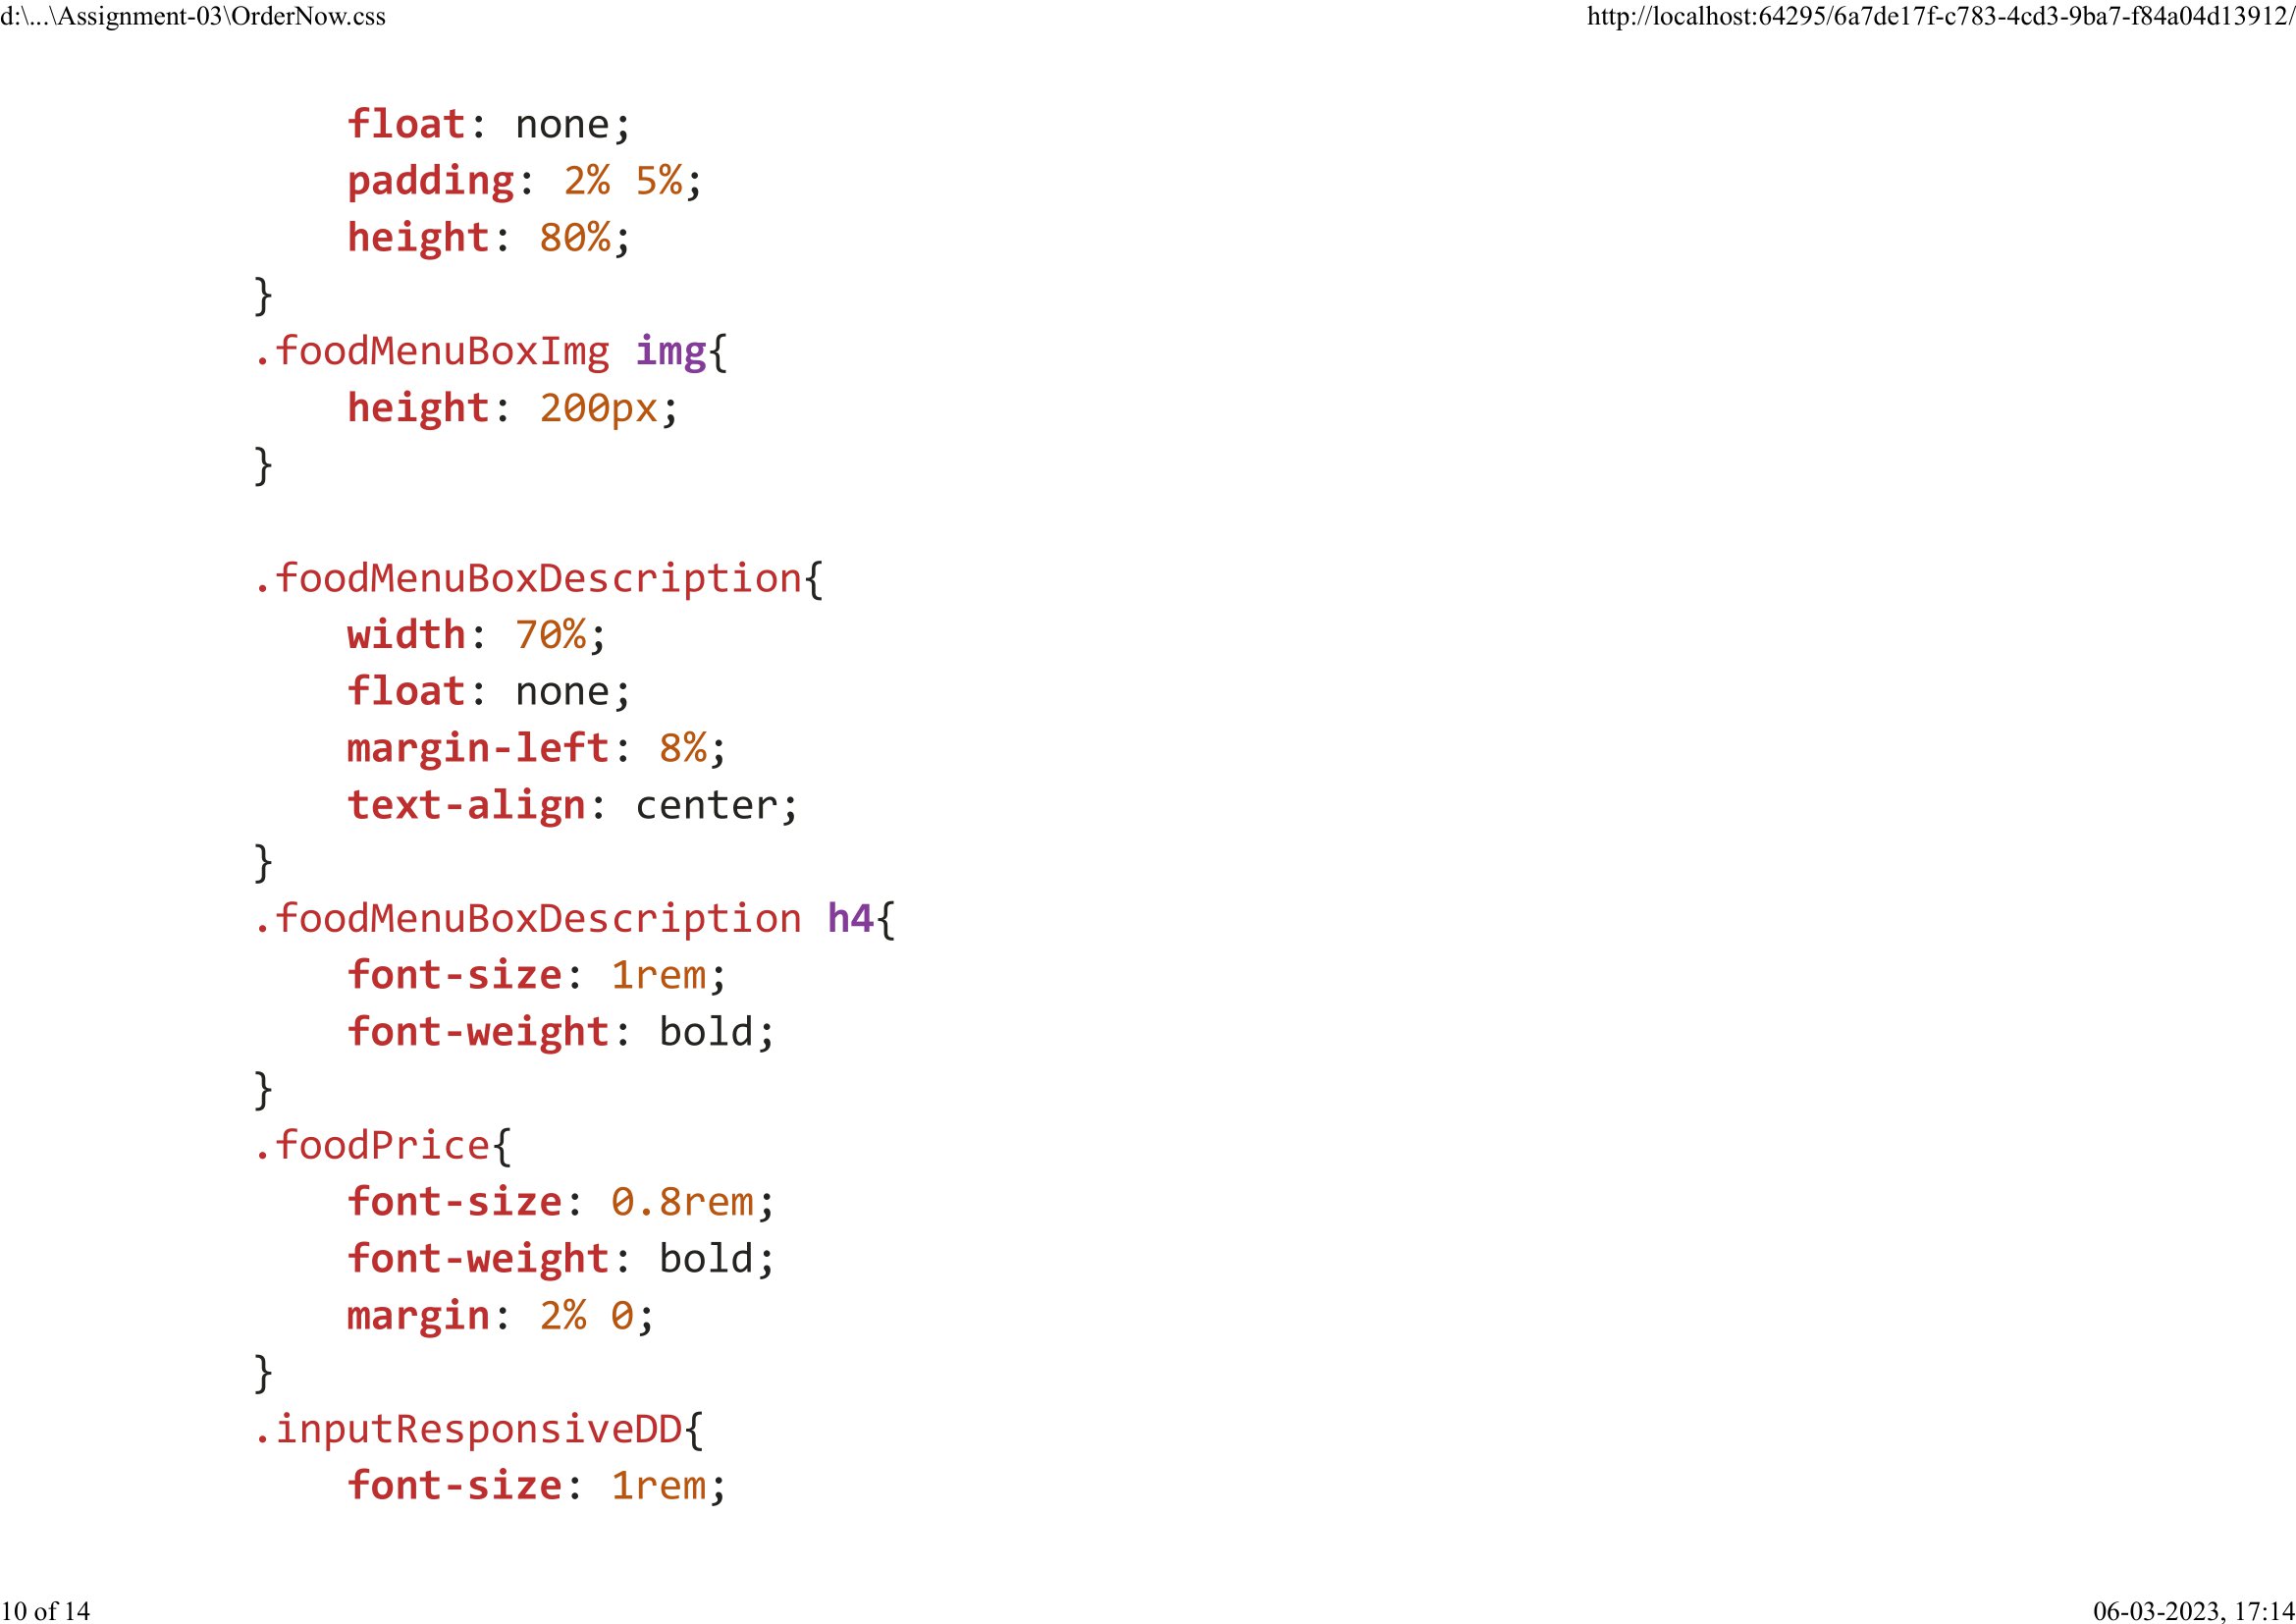 d:\...\Assignment-03\OrderNow.css http://localhost:64295/6a7de17f-c783-4cd3-9ba7-f84a04d13912/
    float: none;
    padding: 2% 5%;
    height: 80%;
}
.foodMenuBoxImg img{
    height: 200px;
}

.foodMenuBoxDescription{
    width: 70%;
    float: none;
    margin-left: 8%;
    text-align: center;
}
.foodMenuBoxDescription h4{
    font-size: 1rem;
    font-weight: bold;
}
.foodPrice{
    font-size: 0.8rem;
    font-weight: bold;
    margin: 2% 0;
}
.inputResponsiveDD{
    font-size: 1rem;
10 of 14 06-03-2023, 17:14